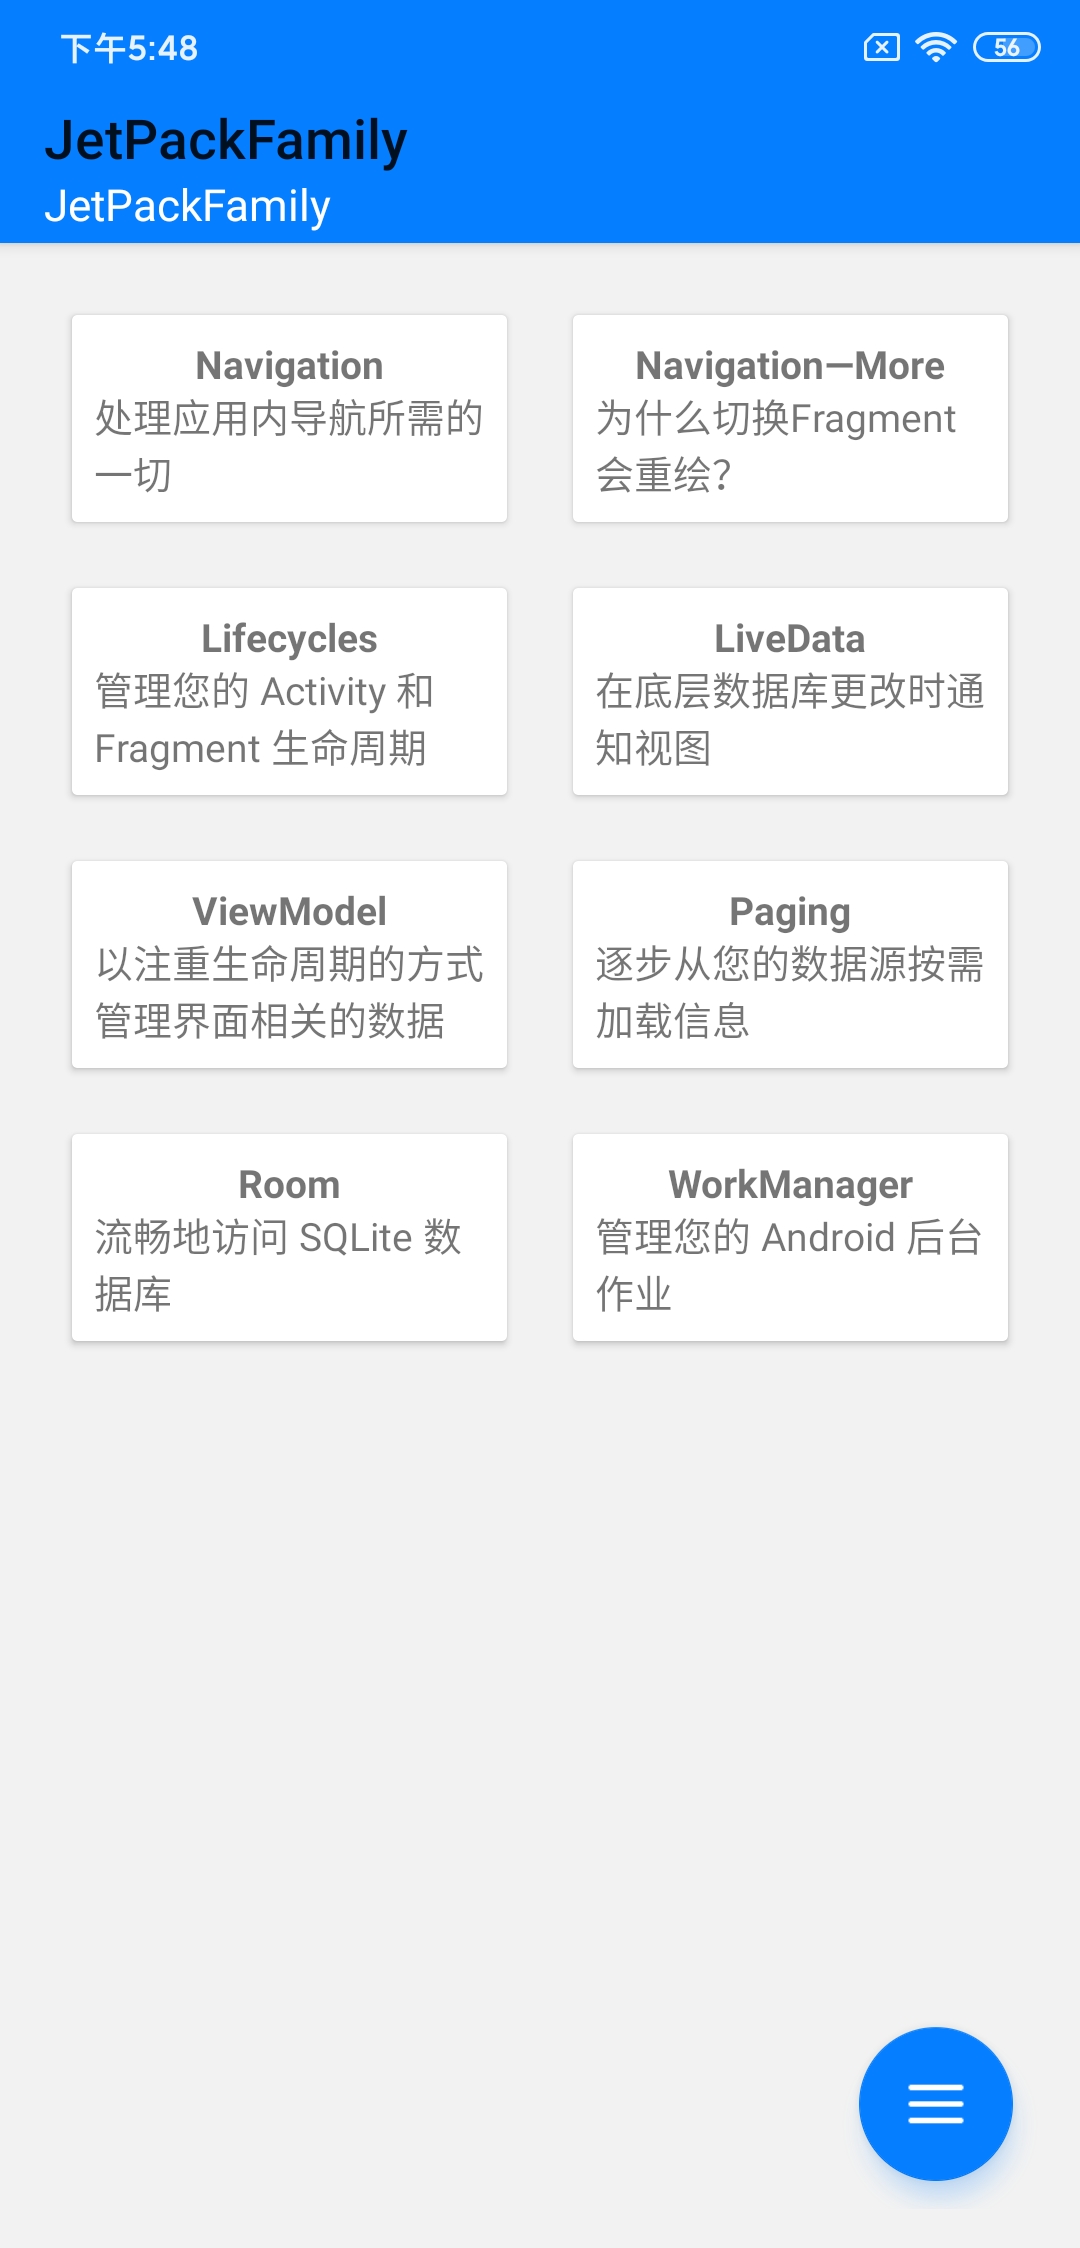 下午5:48
56
JetPackFamily
JetPackFamily
Navigation
处理应用内导航所需的
一切
Navigation—More
为什么切换Fragment
会重绘？
Lifecycles
管理您的 Activity 和
Fragment 生命周期
LiveData
在底层数据库更改时通
知视图
ViewModel
以注重生命周期的方式
管理界面相关的数据
Paging
逐步从您的数据源按需
加载信息
Room
流畅地访问 SQLite 数
据库
WorkManager
管理您的 Android 后台
作业